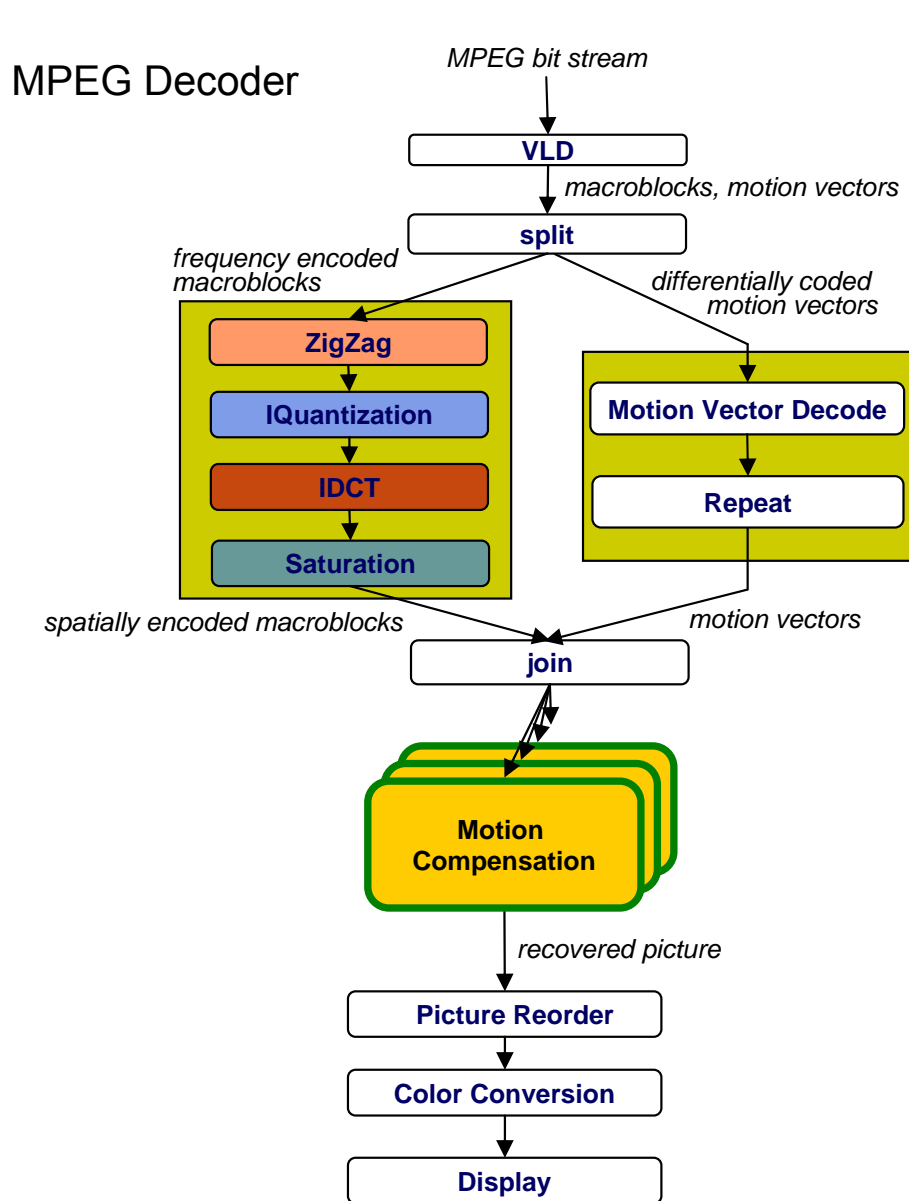 MPEG Decoder
MPEG bit stream
VLD
macroblocks, motion vectors
split
frequency encoded
macroblocks
differentially coded
motion vectors
ZigZag
IQuantization
IDCT
Saturation
Motion Vector Decode
Repeat
spatially encoded macroblocks
motion vectors
join
Motion
Compensation
recovered picture
Picture Reorder
Color Conversion
Display